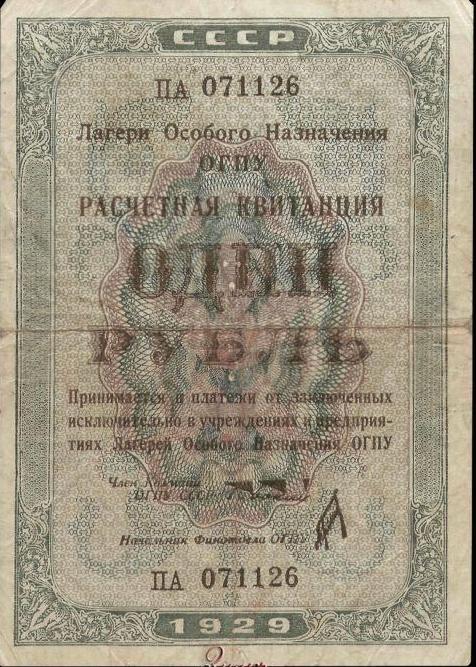 СССР
ПА 071126
Лагери Особого Назначения
ОГПУ
РАСЧЕТНАЯ КВИТАНЦИЯ
ОДИН
РУБЛЬ
Принимается в платежи от заключенных
исключительно в учреждениях и предприя-
тиях Лагерей Особого Назначения ОГПУ
Член Коллегии
ОГПУ СССР
Начальник Финотдела ОГПУ
ПА 071126
1929